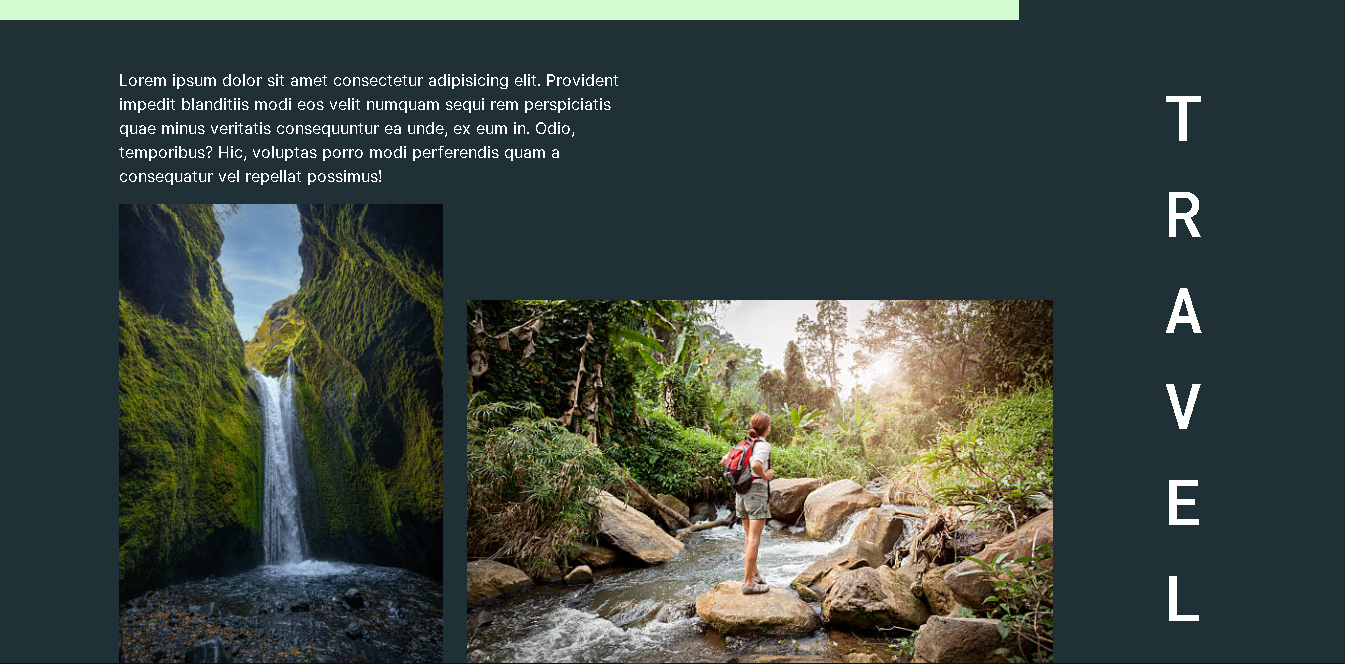 Lorem ipsum dolor sit amet consectetur adipisicing elit. Provident
impedit blanditiis modi eos velit numquam sequi rem perspiciatis
quae minus veritatis consequuntur ea unde, ex eum in. Odio,
temporibus? Hic, voluptas porro modi perferendis quam a
consequatur vel repellat possimus!
T
R
A
V
E
L